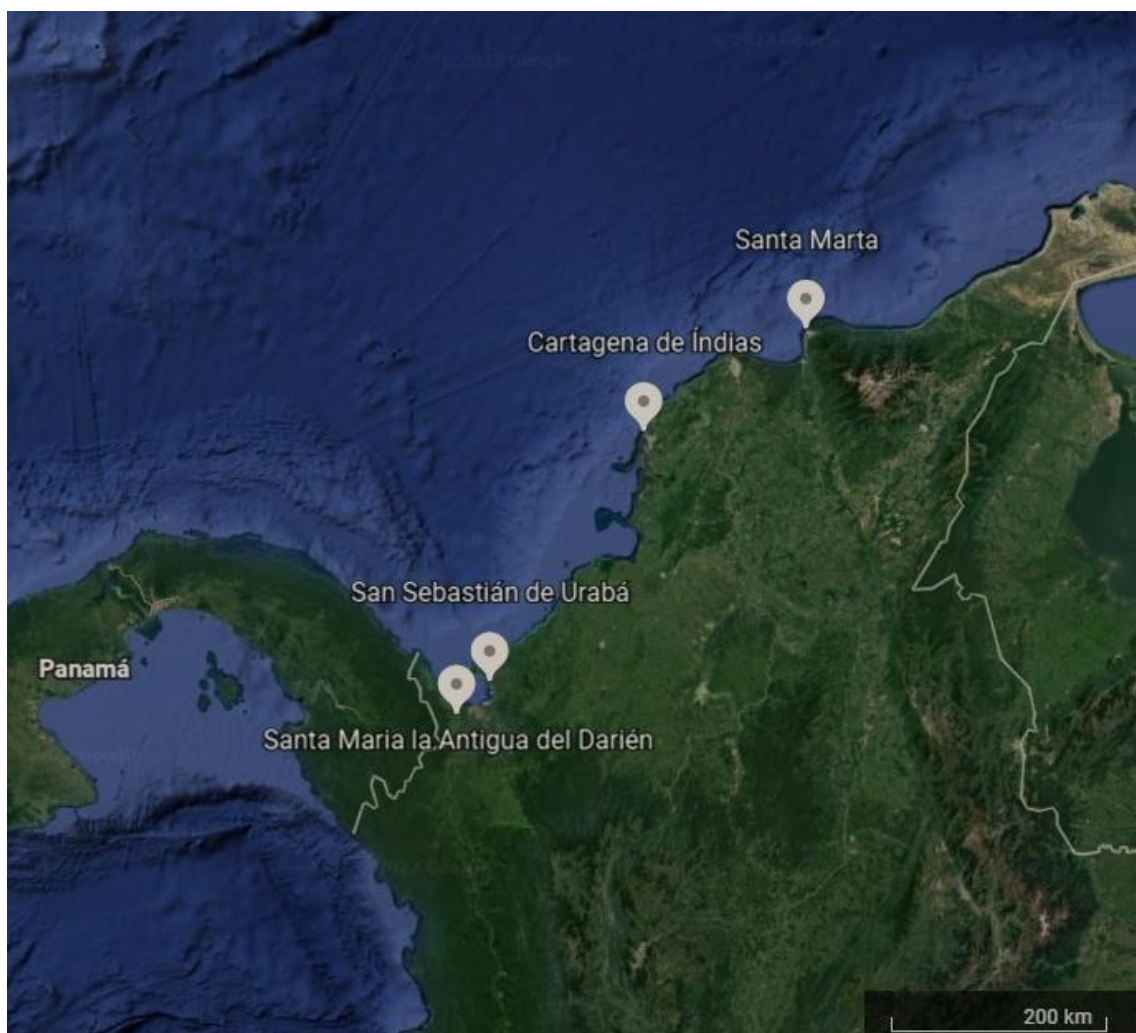 Santa Marta
Cartagena de Índias
San Sebastián de Urabá
Panamá
Santa Maria la Antigua del Darién
200 km